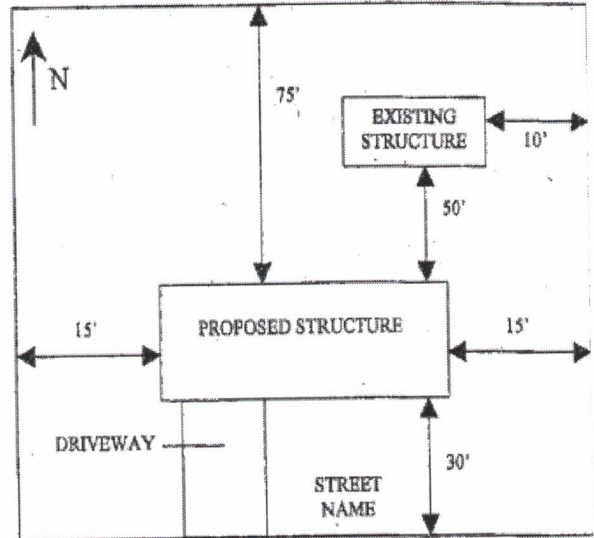 N
75'
EXISTING
STRUCTURE
10'
50'
15'
PROPOSED STRUCTURE
15'
DRIVEWAY
30'
STREET
NAME